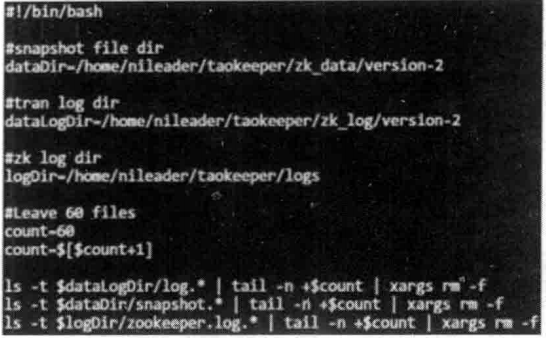 #!/bin/bash
#snapshot file dir
dataDir=/home/nileader/taokeeper/zk_data/version-2
#tran log dir
dataLogDir=/home/nileader/taokeeper/zk_log/version-2
#zk log dir
logDir=/home/nileader/taokeeper/logs
#Leave 60 files
count=60
count=$[$count+1]
ls -t $dataLogDir/log.* | tail -n +$count | xargs rm -f
ls -t $dataDir/snapshot.* | tail -n +$count | xargs rm -f
ls -t $logDir/zookeeper.log.* | tail -n +$count | xargs rm -f